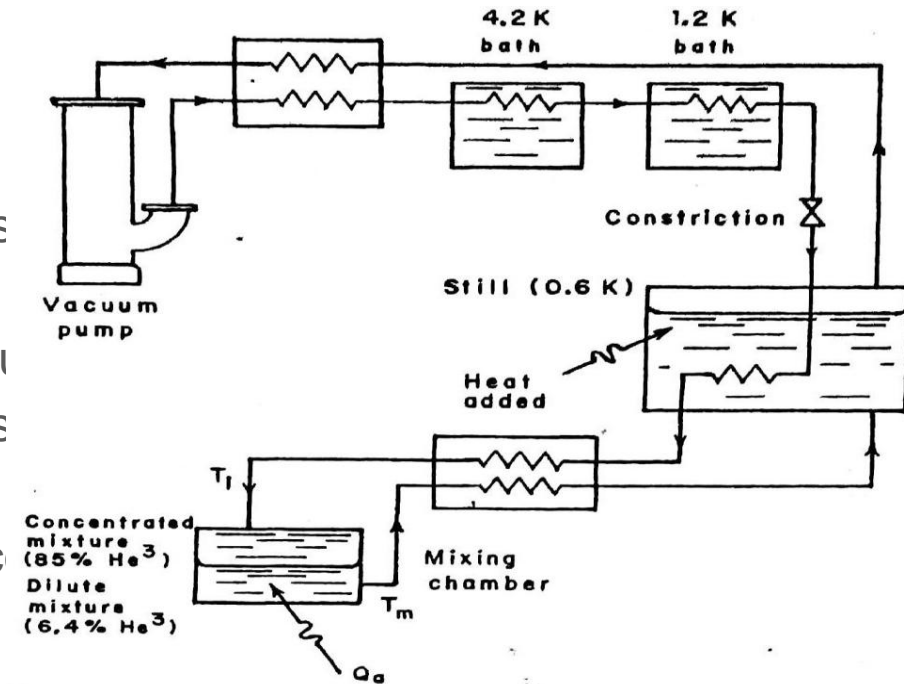 4.2 K
bath
1.2 K
bath
Constriction
Still (0.6 K)
Vacuum
pump
Heat
added
T₁
Concentrated
mixture
(85% He³)
Dilute
mixture
(6.4% He³)
Mixing
chamber
Tₘ
Qₐ